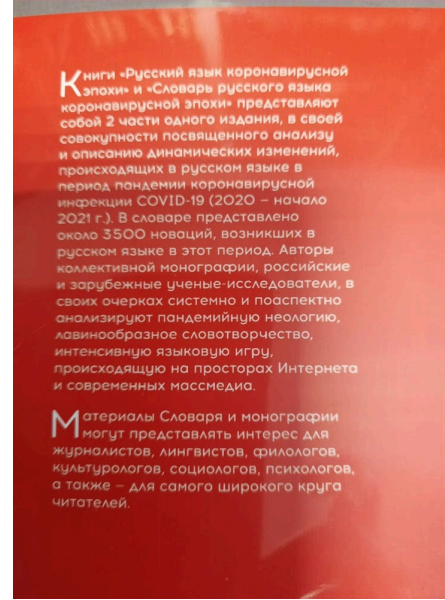 Книги «Русский язык коронавирусной
эпохи» и «Словарь русского языка
коронавирусной эпохи» представляют
собой 2 части одного издания, в своей
совокупности посвященного анализу
и описанию динамических изменений,
происходящих в русском языке в
период пандемии коронавирусной
инфекции COVID-19 (2020 – начало
2021 г.). В словаре представлено
около 3500 новаций, возникших в
русском языке в этот период. Авторы
коллективной монографии, российские
и зарубежные ученые-исследователи, в
своих очерках системно и поаспектно
анализируют пандемийную неологию,
лавинообразное словотворчество,
интенсивную языковую игру,
происходящую на просторах Интернета
и современных массмедиа.
Материалы Словаря и монографии
могут представлять интерес для
журналистов, лингвистов, филологов,
культурологов, социологов, психологов,
а также – для самого широкого круга
читателей.